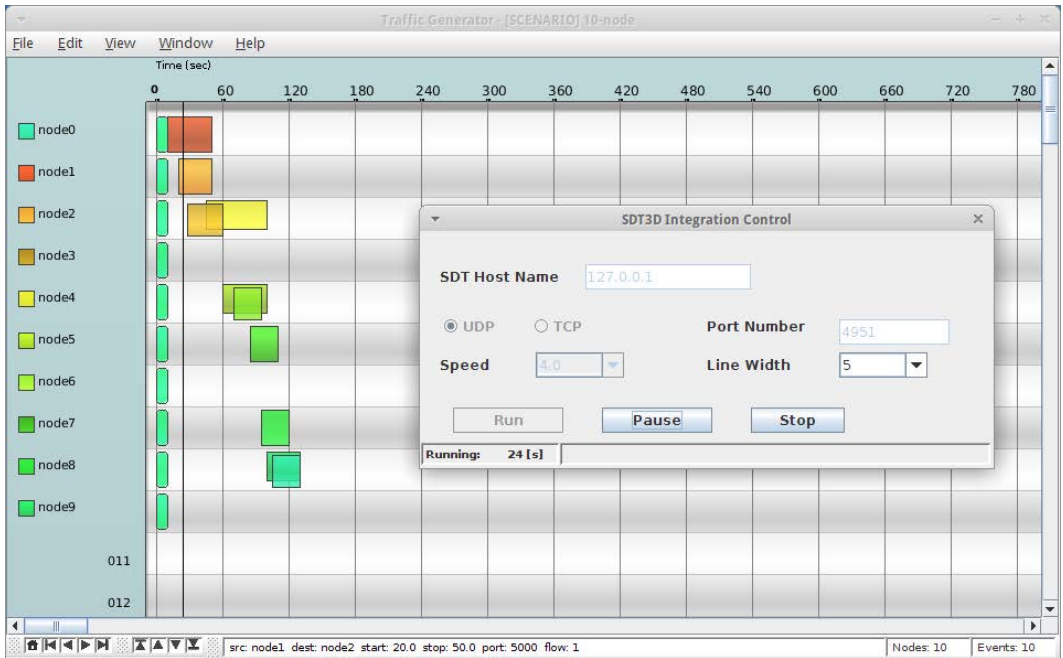 Traffic Generator - [SCENARIO] 10-node
File Edit View Window Help
Time (sec)
0 60 120 180 240 300 360 420 480 540 600 660 720 780
node0
node1
node2
node3
node4
node5
node6
node7
node8
node9
011
012
SDT3D Integration Control
SDT Host Name 127.0.0.1
UDP TCP Port Number 4951
Speed 4.0 Line Width 5
Run Pause Stop
Running: 24 [s]
src: node1 dest: node2 start: 20.0 stop: 50.0 port: 5000 flow: 1 Nodes: 10 Events: 10